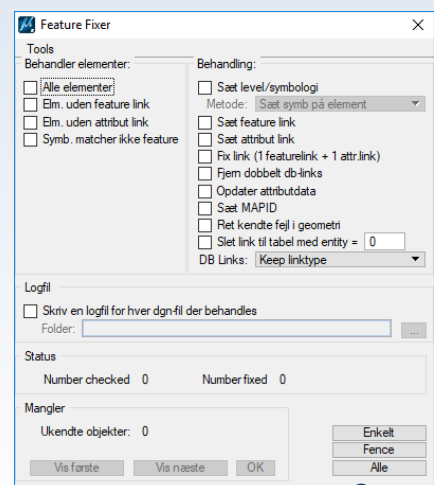 Feature Fixer
Tools
Behandler elementer:
Alle elementer
Elm. uden feature link
Elm. uden attribut link
Symb. matcher ikke feature
Behandling:
Sæt level/symbologi
Metode: Sæt symb på element
Sæt feature link
Sæt attribut link
Fix link (1 featurelink + 1 attr.link)
Fjern dobbelt db-links
Opdater attributdata
Sæt MAPID
Ret kendte fejl i geometri
Slet link til tabel med entity = 0
DB Links: Keep linktype
Logfil
Skriv en logfil for hver dgn-fil der behandles
Folder: ...
Status
Number checked 0 Number fixed 0
Mangler
Ukendte objekter: 0
Vis første Vis næste OK
Enkelt
Fence
Alle